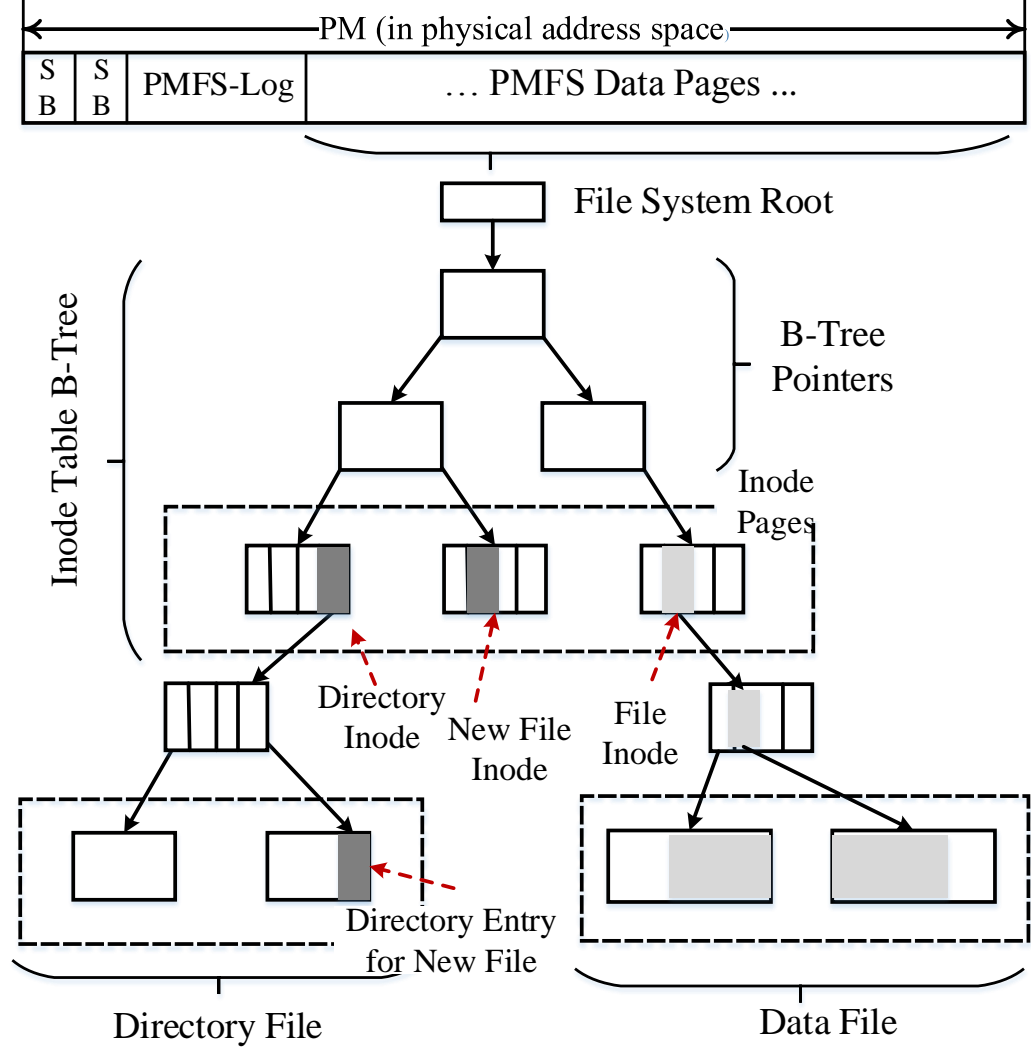 PM (in physical address space)
S
B
S
B
PMFS-Log
... PMFS Data Pages ...
File System Root
Inode Table B-Tree
B-Tree
Pointers
Inode
Pages
Directory
Inode
New File
Inode
File
Inode
Directory Entry
for New File
Directory File
Data File